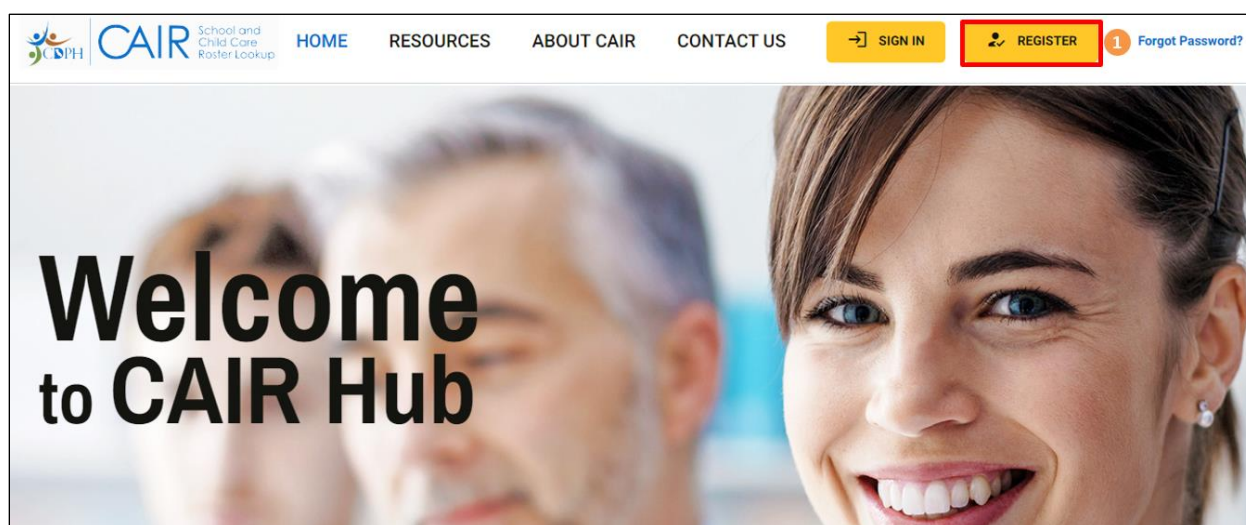 CDPH CAIR School and Child Care Roster Lookup HOME RESOURCES ABOUT CAIR CONTACT US SIGN IN REGISTER 1 Forgot Password?
Welcome
to CAIR Hub